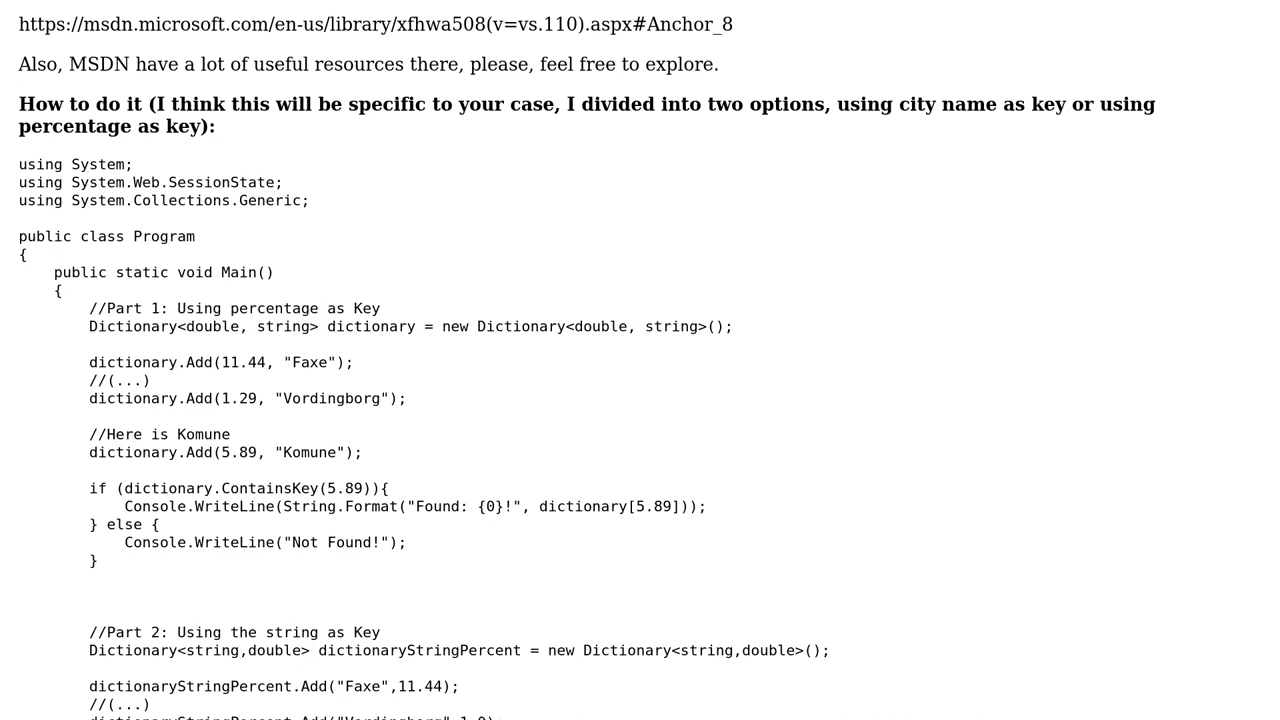 https://msdn.microsoft.com/en-us/library/xfhwa508(v=vs.110).aspx#Anchor_8
Also, MSDN have a lot of useful resources there, please, feel free to explore.
How to do it (I think this will be specific to your case, I divided into two options, using city name as key or using
percentage as key):
using System;
using System.Web.SessionState;
using System.Collections.Generic;
public class Program
{
    public static void Main()
    {
        //Part 1: Using percentage as Key
        Dictionary<double, string> dictionary = new Dictionary<double, string>();
        dictionary.Add(11.44, "Faxe");
        //(...)
        dictionary.Add(1.29, "Vordingborg");
        //Here is Komune
        dictionary.Add(5.89, "Komune");
        if (dictionary.ContainsKey(5.89)){
            Console.WriteLine(String.Format("Found: {0}!", dictionary[5.89]));
        } else {
            Console.WriteLine("Not Found!");
        }
        //Part 2: Using the string as Key
        Dictionary<string,double> dictionaryStringPercent = new Dictionary<string,double>();
        dictionaryStringPercent.Add("Faxe",11.44);
        //(...)